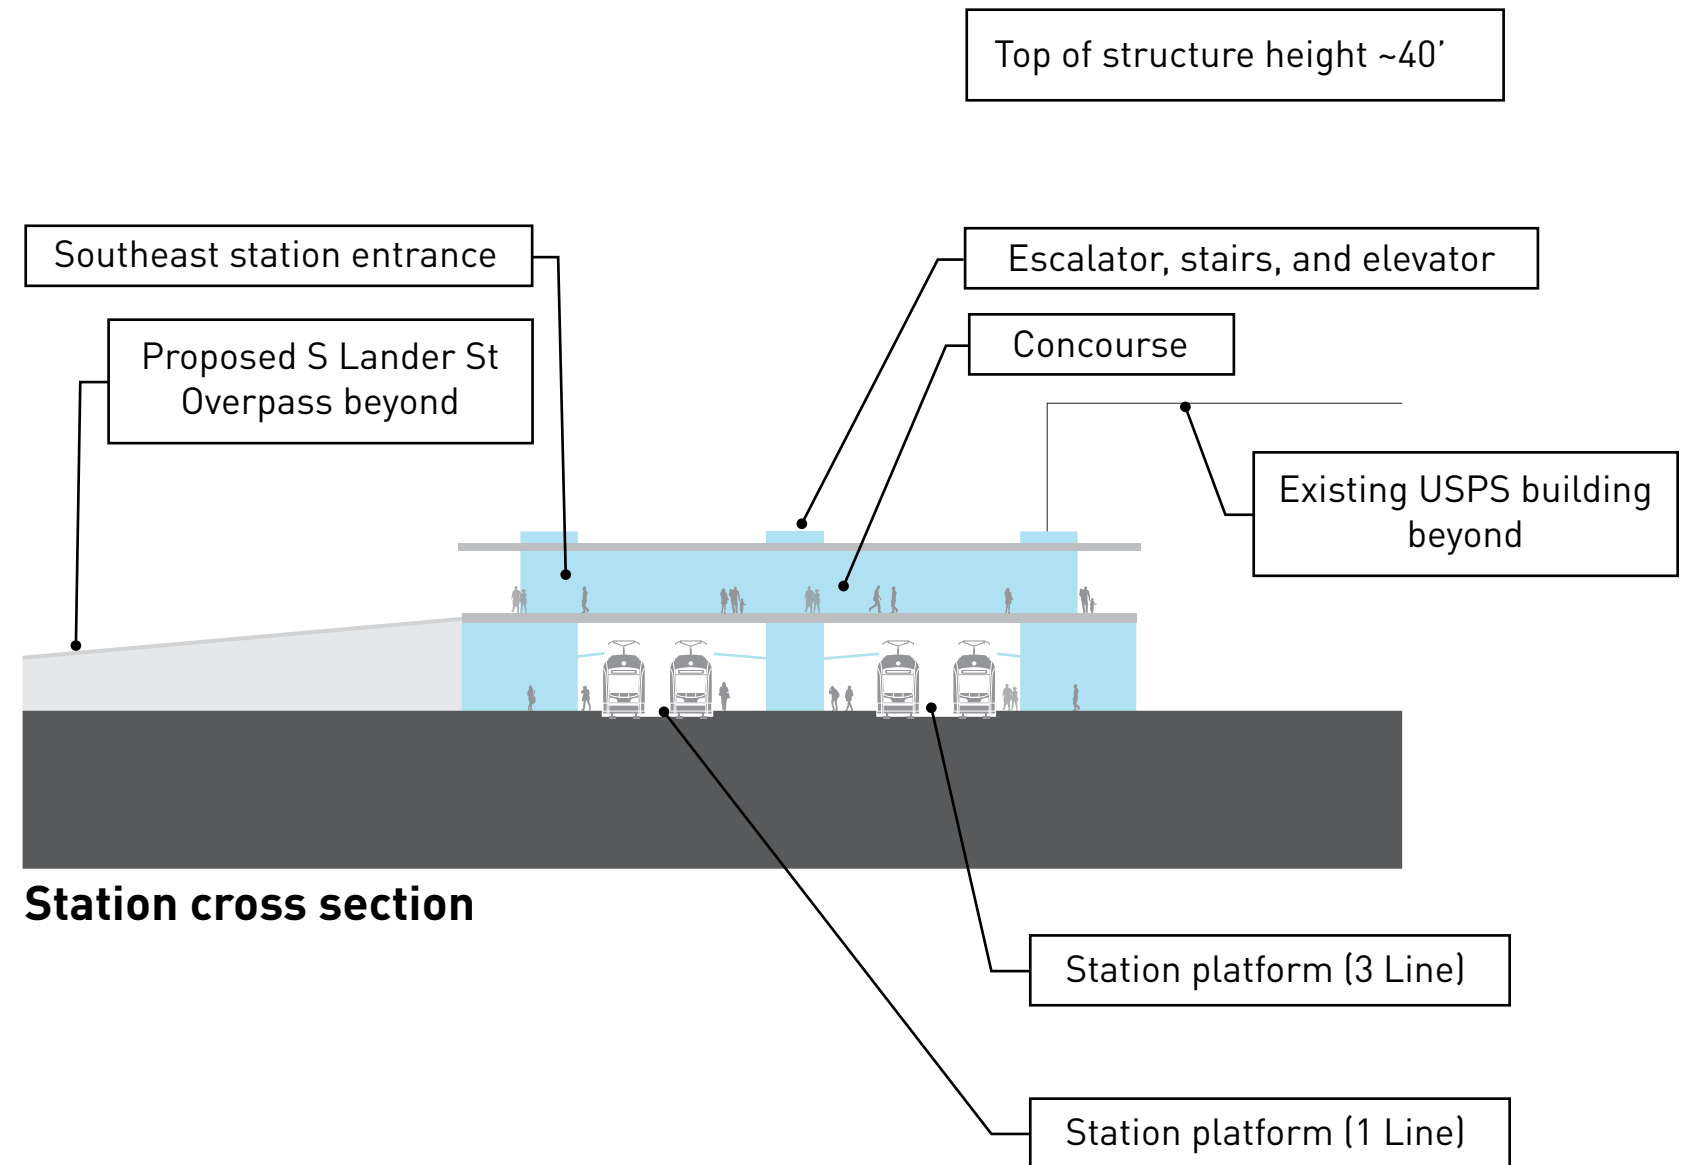 Top of structure height ~40’
Southeast station entrance
Escalator, stairs, and elevator
Proposed S Lander St
Overpass beyond
Concourse
Existing USPS building
beyond
Station cross section
Station platform (3 Line)
Station platform (1 Line)